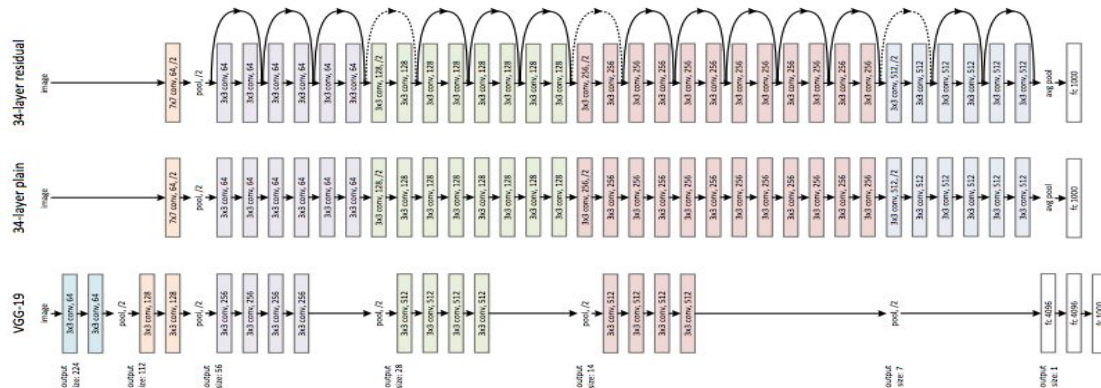 34-layer residual
image
7x7 conv, 64, /2
pool, /2
3x3 conv, 64
3x3 conv, 64
3x3 conv, 64
3x3 conv, 64
3x3 conv, 64
3x3 conv, 64
3x3 conv, 128, /2
3x3 conv, 128
3x3 conv, 128
3x3 conv, 128
3x3 conv, 128
3x3 conv, 128
3x3 conv, 128
3x3 conv, 128
3x3 conv, 256, /2
3x3 conv, 256
3x3 conv, 256
3x3 conv, 256
3x3 conv, 256
3x3 conv, 256
3x3 conv, 256
3x3 conv, 256
3x3 conv, 256
3x3 conv, 256
3x3 conv, 256
3x3 conv, 256
3x3 conv, 512, /2
3x3 conv, 512
3x3 conv, 512
3x3 conv, 512
3x3 conv, 512
3x3 conv, 512
avg pool
fc 1000
34-layer plain
image
7x7 conv, 64, /2
pool, /2
3x3 conv, 64
3x3 conv, 64
3x3 conv, 64
3x3 conv, 64
3x3 conv, 64
3x3 conv, 64
3x3 conv, 128, /2
3x3 conv, 128
3x3 conv, 128
3x3 conv, 128
3x3 conv, 128
3x3 conv, 128
3x3 conv, 128
3x3 conv, 128
3x3 conv, 256, /2
3x3 conv, 256
3x3 conv, 256
3x3 conv, 256
3x3 conv, 256
3x3 conv, 256
3x3 conv, 256
3x3 conv, 256
3x3 conv, 256
3x3 conv, 256
3x3 conv, 256
3x3 conv, 256
3x3 conv, 512, /2
3x3 conv, 512
3x3 conv, 512
3x3 conv, 512
3x3 conv, 512
3x3 conv, 512
avg pool
fc 1000
VGG-19
image
3x3 conv, 64
3x3 conv, 64
pool, /2
3x3 conv, 128
3x3 conv, 128
pool, /2
3x3 conv, 256
3x3 conv, 256
3x3 conv, 256
3x3 conv, 256
pool, /2
3x3 conv, 512
3x3 conv, 512
3x3 conv, 512
3x3 conv, 512
pool, /2
3x3 conv, 512
3x3 conv, 512
3x3 conv, 512
3x3 conv, 512
pool, /2
fc 4096
fc 4096
fc 1000
output
size: 224
output
size: 112
output
size: 56
output
size: 28
output
size: 14
output
size: 7
output
size: 1